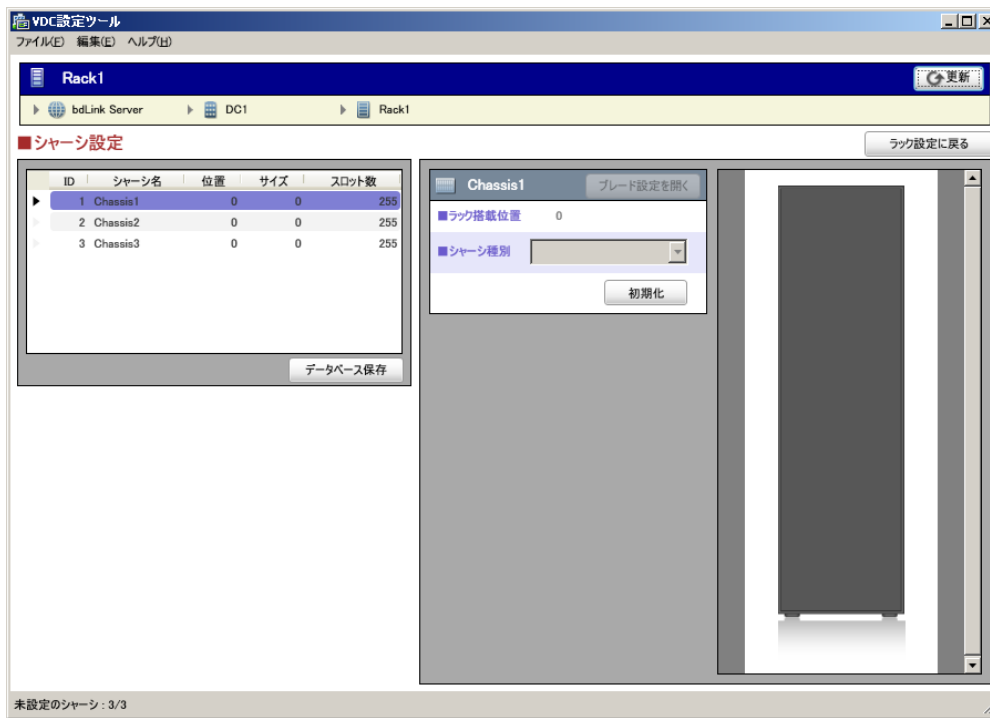 VDC設定ツール
ファイル(F) 編集(E) ヘルプ(H)
Rack1 更新
bdLink Server DC1 Rack1
■シャーシ設定 ラック設定に戻る
ID シャーシ名 位置 サイズ スロット数
1 Chassis1 0 0 255
2 Chassis2 0 0 255
3 Chassis3 0 0 255
データベース保存
Chassis1 ブレード設定を開く
■ラック搭載位置 0
■シャーシ種別
初期化
未設定のシャーシ : 3/3